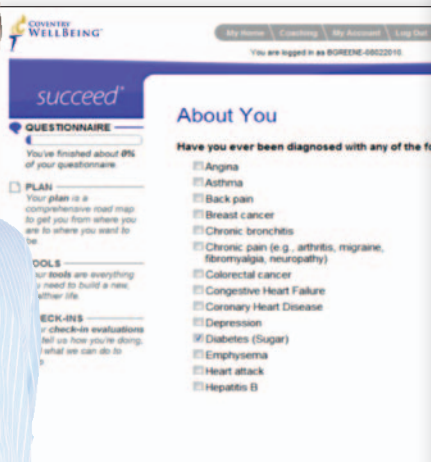 COVENTRY
WELLBEING
My Home Coaching My Account Log Out
You are logged in as BGREENE-08022010
succeed
QUESTIONNAIRE
You've finished about 0%
of your questionnaire.
PLAN
Your plan is a
comprehensive road map
to get you from where you
are to where you want to
be.
OOLS
ur tools are everything
need to build a new,
lthier life.
ECK-INS
r check-in evaluations
tell us how you're doing,
what we can do to
About You
Have you ever been diagnosed with any of the fo
Angina
Asthma
Back pain
Breast cancer
Chronic bronchitis
Chronic pain (e.g., arthritis, migraine,
fibromyalgia, neuropathy)
Colorectal cancer
Congestive Heart Failure
Coronary Heart Disease
Depression
Diabetes (Sugar)
Emphysema
Heart attack
Hepatitis B